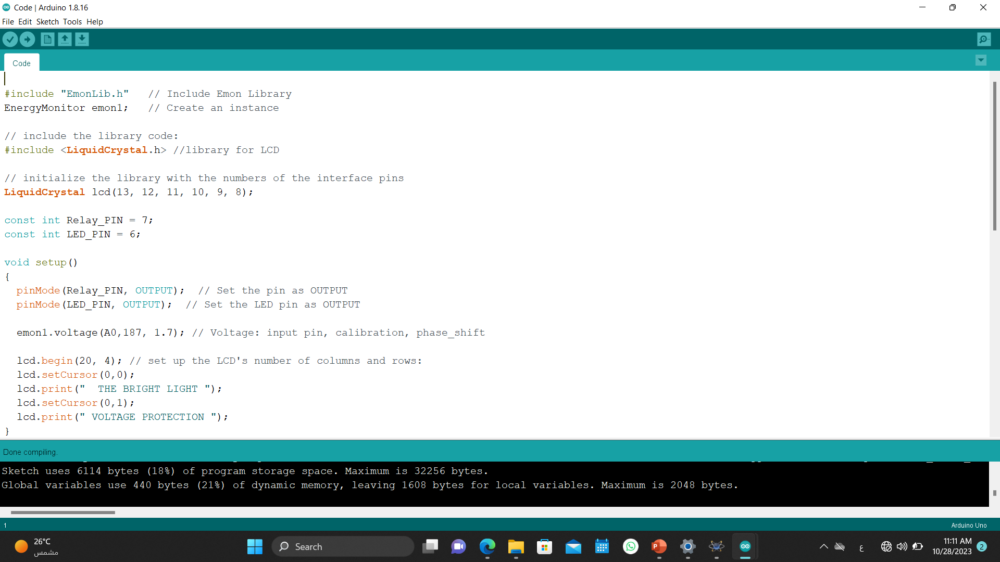 Code | Arduino 1.8.16
File Edit Sketch Tools Help
Code
#include "EmonLib.h"   // Include Emon Library
EnergyMonitor emon1;   // Create an instance
// include the library code:
#include <LiquidCrystal.h> //library for LCD
// initialize the library with the numbers of the interface pins
LiquidCrystal lcd(13, 12, 11, 10, 9, 8);
const int Relay_PIN = 7;
const int LED_PIN = 6;
void setup()
{
  pinMode(Relay_PIN, OUTPUT);  // Set the pin as OUTPUT
  pinMode(LED_PIN, OUTPUT);  // Set the LED pin as OUTPUT
  emon1.voltage(A0,187, 1.7); // Voltage: input pin, calibration, phase_shift
  lcd.begin(20, 4); // set up the LCD's number of columns and rows:
  lcd.setCursor(0,0);
  lcd.print("  THE BRIGHT LIGHT ");
  lcd.setCursor(0,1);
  lcd.print(" VOLTAGE PROTECTION ");
}
Done compiling.
Sketch uses 6114 bytes (18%) of program storage space. Maximum is 32256 bytes.
Global variables use 440 bytes (21%) of dynamic memory, leaving 1608 bytes for local variables. Maximum is 2048 bytes.
1
Arduino Uno
26°C
مشمس
Search
ع
11:11 AM
10/28/2023
2